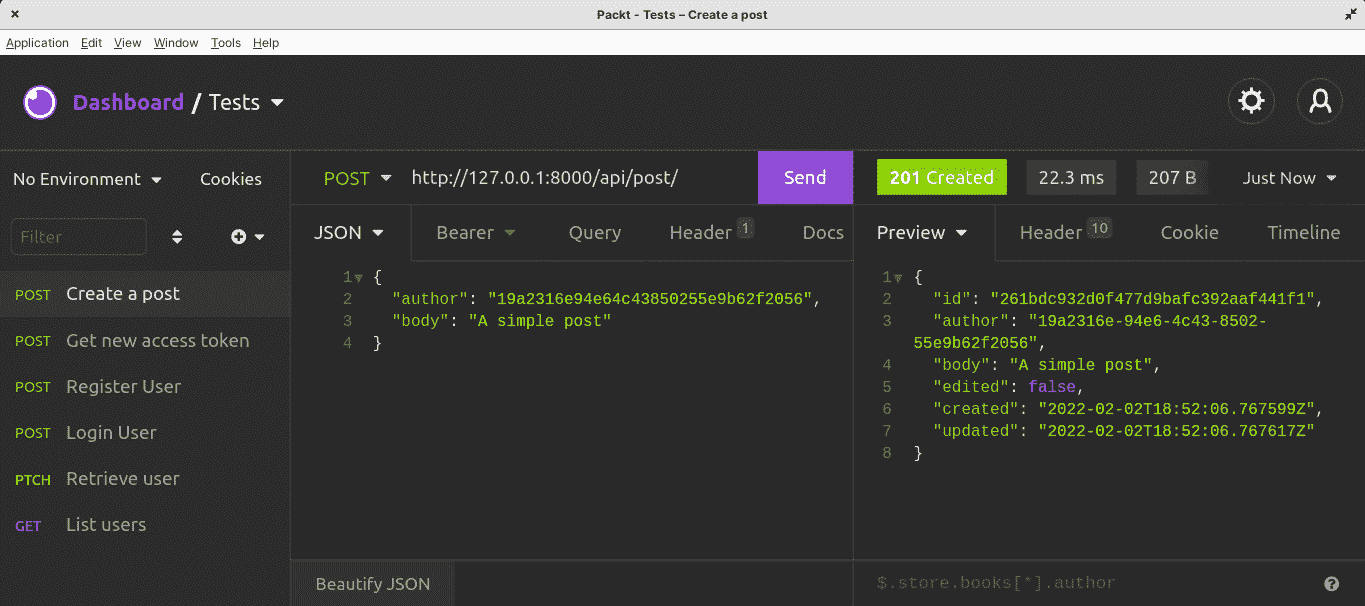 Packt - Tests – Create a post
Application Edit View Window Tools Help
Dashboard / Tests
No Environment Cookies
POST http://127.0.0.1:8000/api/post/ Send
201 Created 22.3 ms 207 B Just Now
Filter
JSON Bearer Query Header 1 Docs
Preview Header 10 Cookie Timeline
POST Create a post
POST Get new access token
POST Register User
POST Login User
PTCH Retrieve user
GET List users
1 {
2 "author": "19a2316e94e64c43850255e9b62f2056",
3 "body": "A simple post"
4 }
Beautify JSON
1 {
2 "id": "261bdc932d0f477d9bafc392aaf441f1",
3 "author": "19a2316e-94e6-4c43-8502-
55e9b62f2056",
4 "body": "A simple post",
5 "edited": false,
6 "created": "2022-02-02T18:52:06.767599Z",
7 "updated": "2022-02-02T18:52:06.767617Z"
8 }
$.store.books[*].author